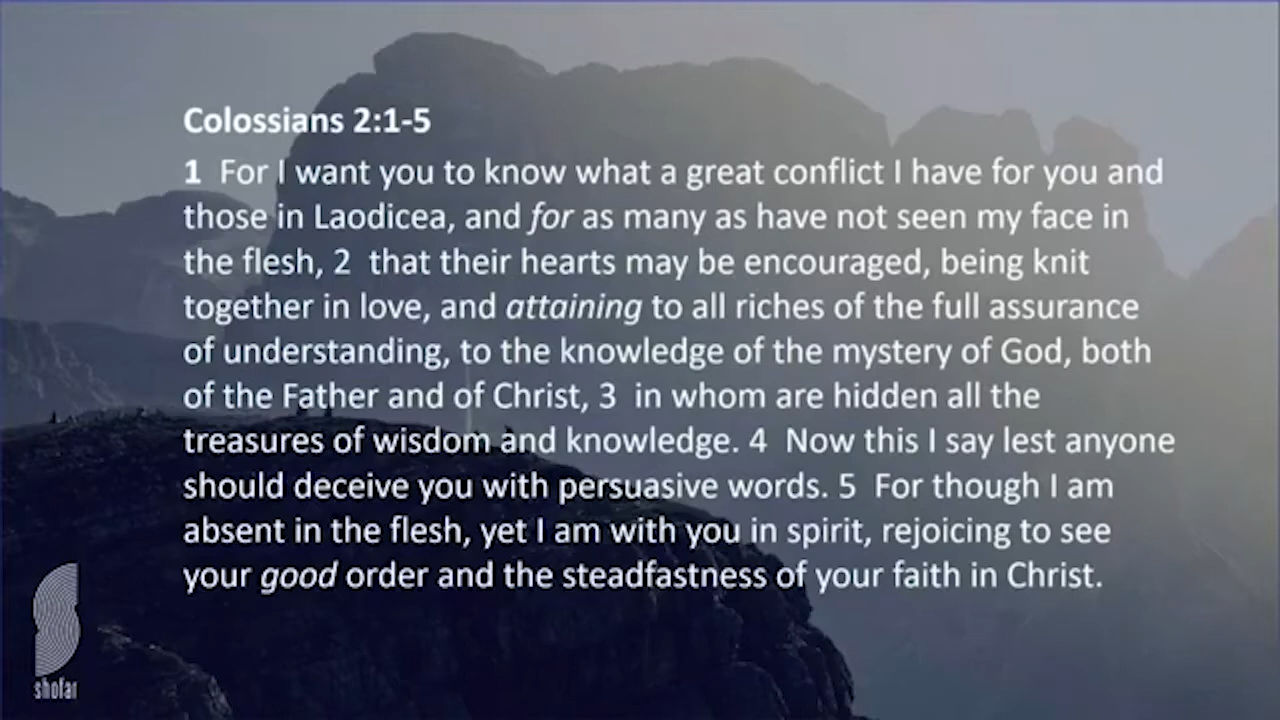 Colossians 2:1-5
1 For I want you to know what a great conflict I have for you and
those in Laodicea, and for as many as have not seen my face in
the flesh, 2 that their hearts may be encouraged, being knit
together in love, and attaining to all riches of the full assurance
of understanding, to the knowledge of the mystery of God, both
of the Father and of Christ, 3 in whom are hidden all the
treasures of wisdom and knowledge. 4 Now this I say lest anyone
should deceive you with persuasive words. 5 For though I am
absent in the flesh, yet I am with you in spirit, rejoicing to see
your good order and the steadfastness of your faith in Christ.
shofar